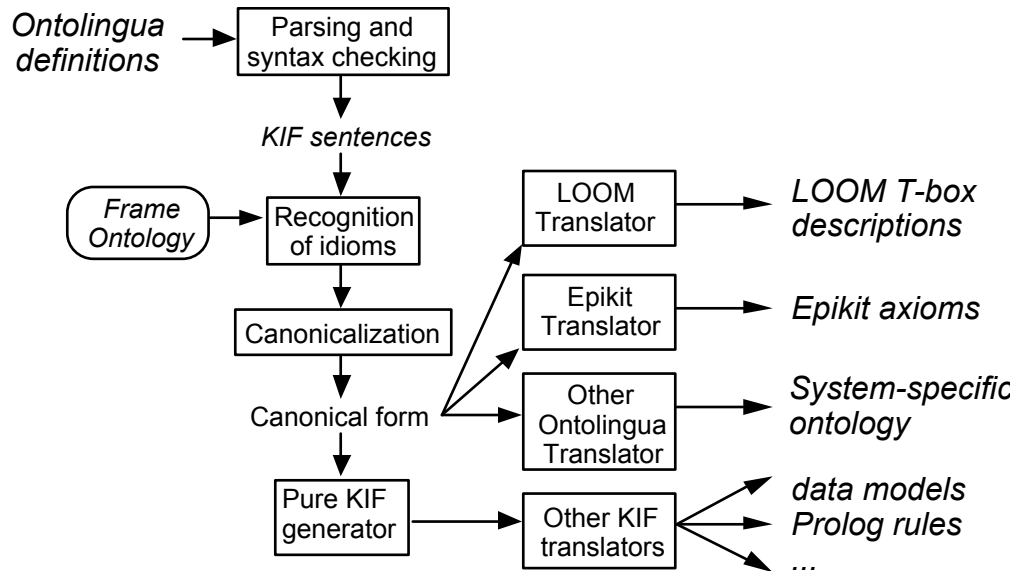 Ontolingua
definitions
Parsing and
syntax checking
KIF sentences
Frame
Ontology
Recognition
of idioms
Canonicalization
Canonical form
Pure KIF
generator
LOOM
Translator
LOOM T-box
descriptions
Epikit
Translator
Epikit axioms
Other
Ontolingua
Translator
System-specific
ontology
Other KIF
translators
data models
Prolog rules
...